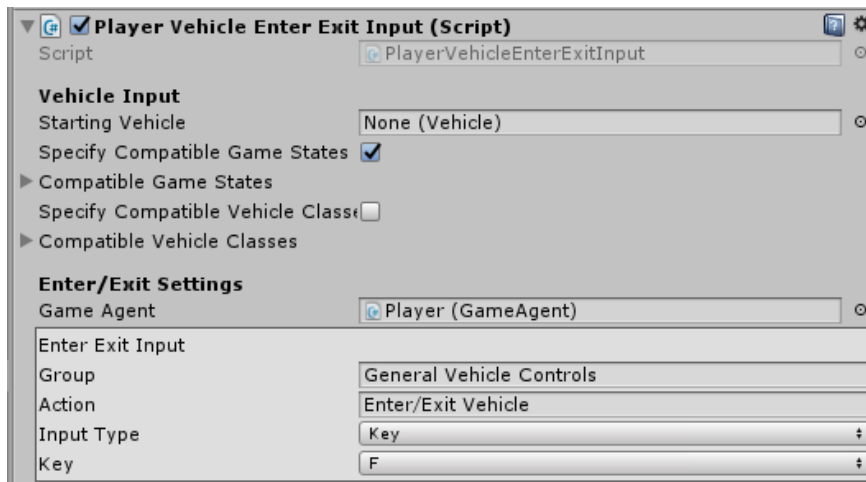 Player Vehicle Enter Exit Input (Script)
Script PlayerVehicleEnterExitInput
Vehicle Input
Starting Vehicle None (Vehicle)
Specify Compatible Game States
Compatible Game States
Specify Compatible Vehicle Classe
Compatible Vehicle Classes
Enter/Exit Settings
Game Agent Player (GameAgent)
Enter Exit Input
Group General Vehicle Controls
Action Enter/Exit Vehicle
Input Type Key
Key F